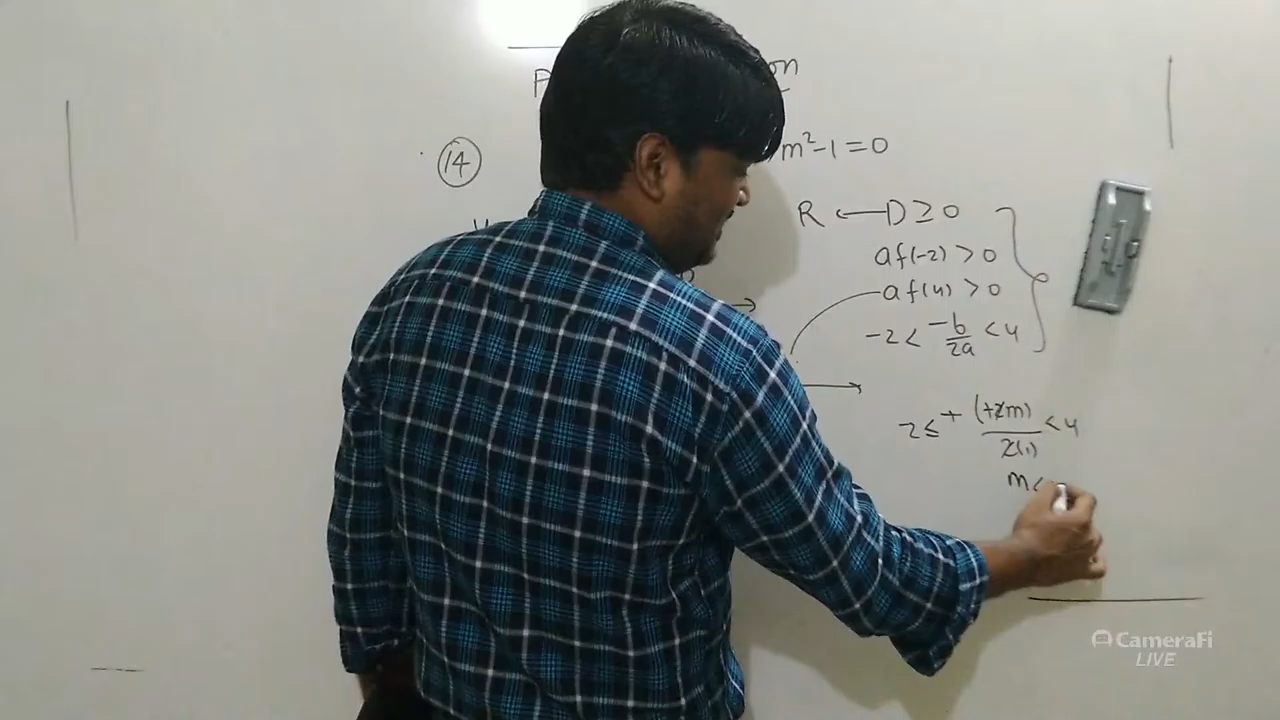 on
14
m²-1=0
R ← D ≥ 0
af(-2) > 0
af(4) > 0
-2 < -b/2a < 4
2 ≤ + (+2m)/2(1) < 4
m <
CameraFi
LIVE